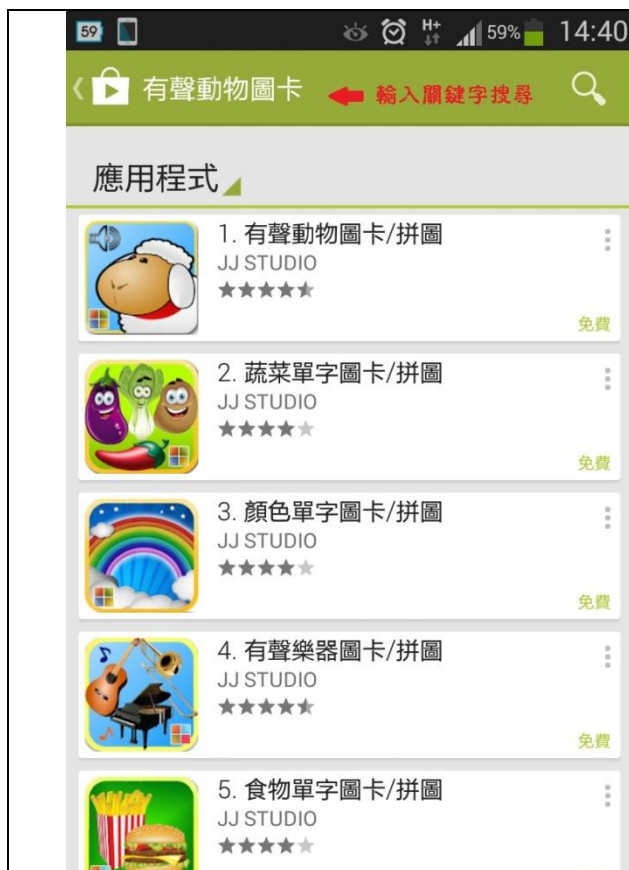 59 H+ 59% 14:40
有聲動物圖卡 輸入關鍵字搜尋
應用程式
1. 有聲動物圖卡/拼圖
JJ STUDIO
免費
2. 蔬菜單字圖卡/拼圖
JJ STUDIO
免費
3. 顏色單字圖卡/拼圖
JJ STUDIO
免費
4. 有聲樂器圖卡/拼圖
JJ STUDIO
免費
5. 食物單字圖卡/拼圖
JJ STUDIO